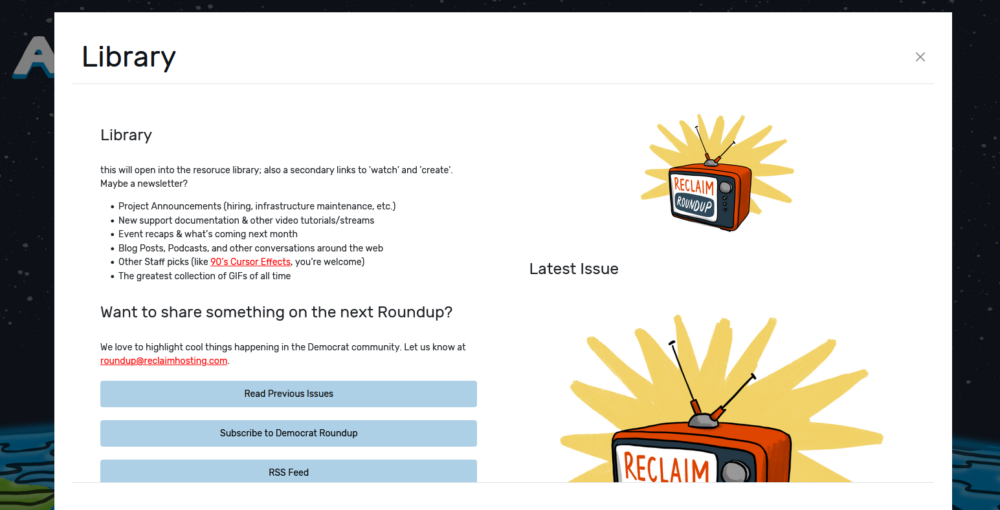 A
Library
Library
this will open into the resoruce library; also a secondary links to 'watch' and 'create'.
Maybe a newsletter?
Project Announcements (hiring, infrastructure maintenance, etc.)
New support documentation & other video tutorials/streams
Event recaps & what’s coming next month
Blog Posts, Podcasts, and other conversations around the web
Other Staff picks (like 90’s Cursor Effects, you’re welcome)
The greatest collection of GIFs of all time
Want to share something on the next Roundup?
We love to highlight cool things happening in the Democrat community. Let us know at
roundup@reclaimhosting.com.
Read Previous Issues
Subscribe to Democrat Roundup
RSS Feed
RECLAIM
ROUNDUP
Latest Issue
RECLAIM